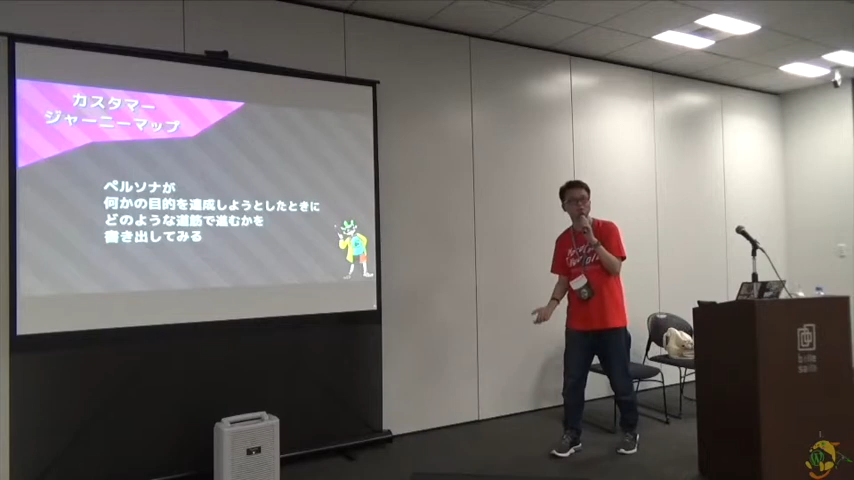 カスタマー
ジャーニーマップ
ペルソナが
何かの目的を達成しようとしたときに
どのような道筋で進むかを
書き出してみる